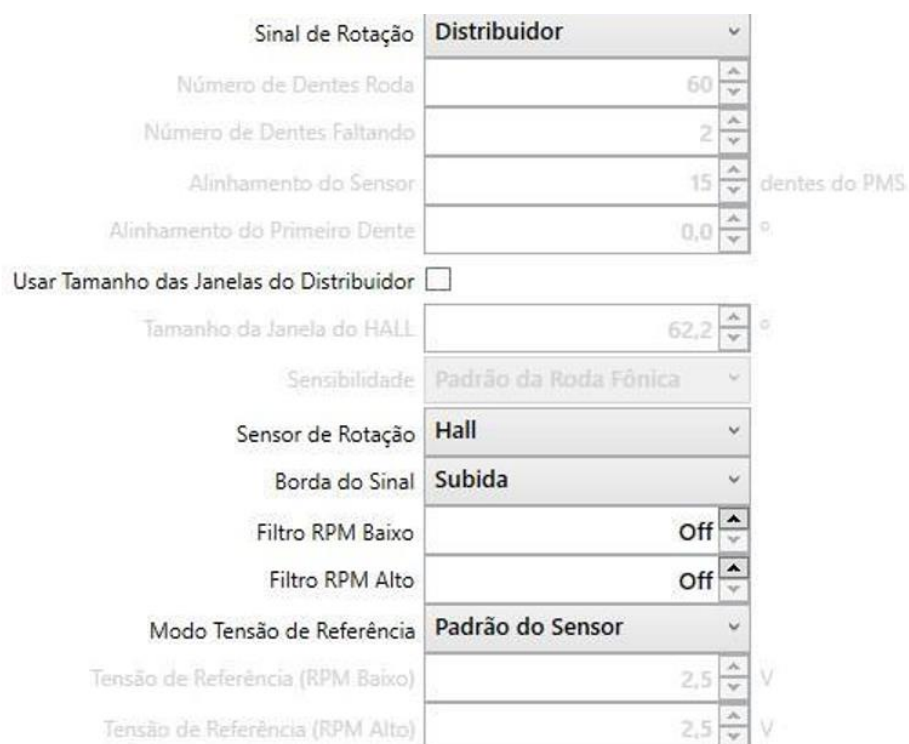 Sinal de Rotação Distribuidor
Número de Dentes Roda 60
Número de Dentes Faltando 2
Alinhamento do Sensor 15 dentes do PMS
Alinhamento do Primeiro Dente 0,0 °
Usar Tamanho das Janelas do Distribuidor
Tamanho da Janela do HALL 62,2 °
Sensibilidade Padrão da Roda Fônica
Sensor de Rotação Hall
Borda do Sinal Subida
Filtro RPM Baixo Off
Filtro RPM Alto Off
Modo Tensão de Referência Padrão do Sensor
Tensão de Referência (RPM Baixo) 2,5 V
Tensão de Referência (RPM Alto) 2,5 V